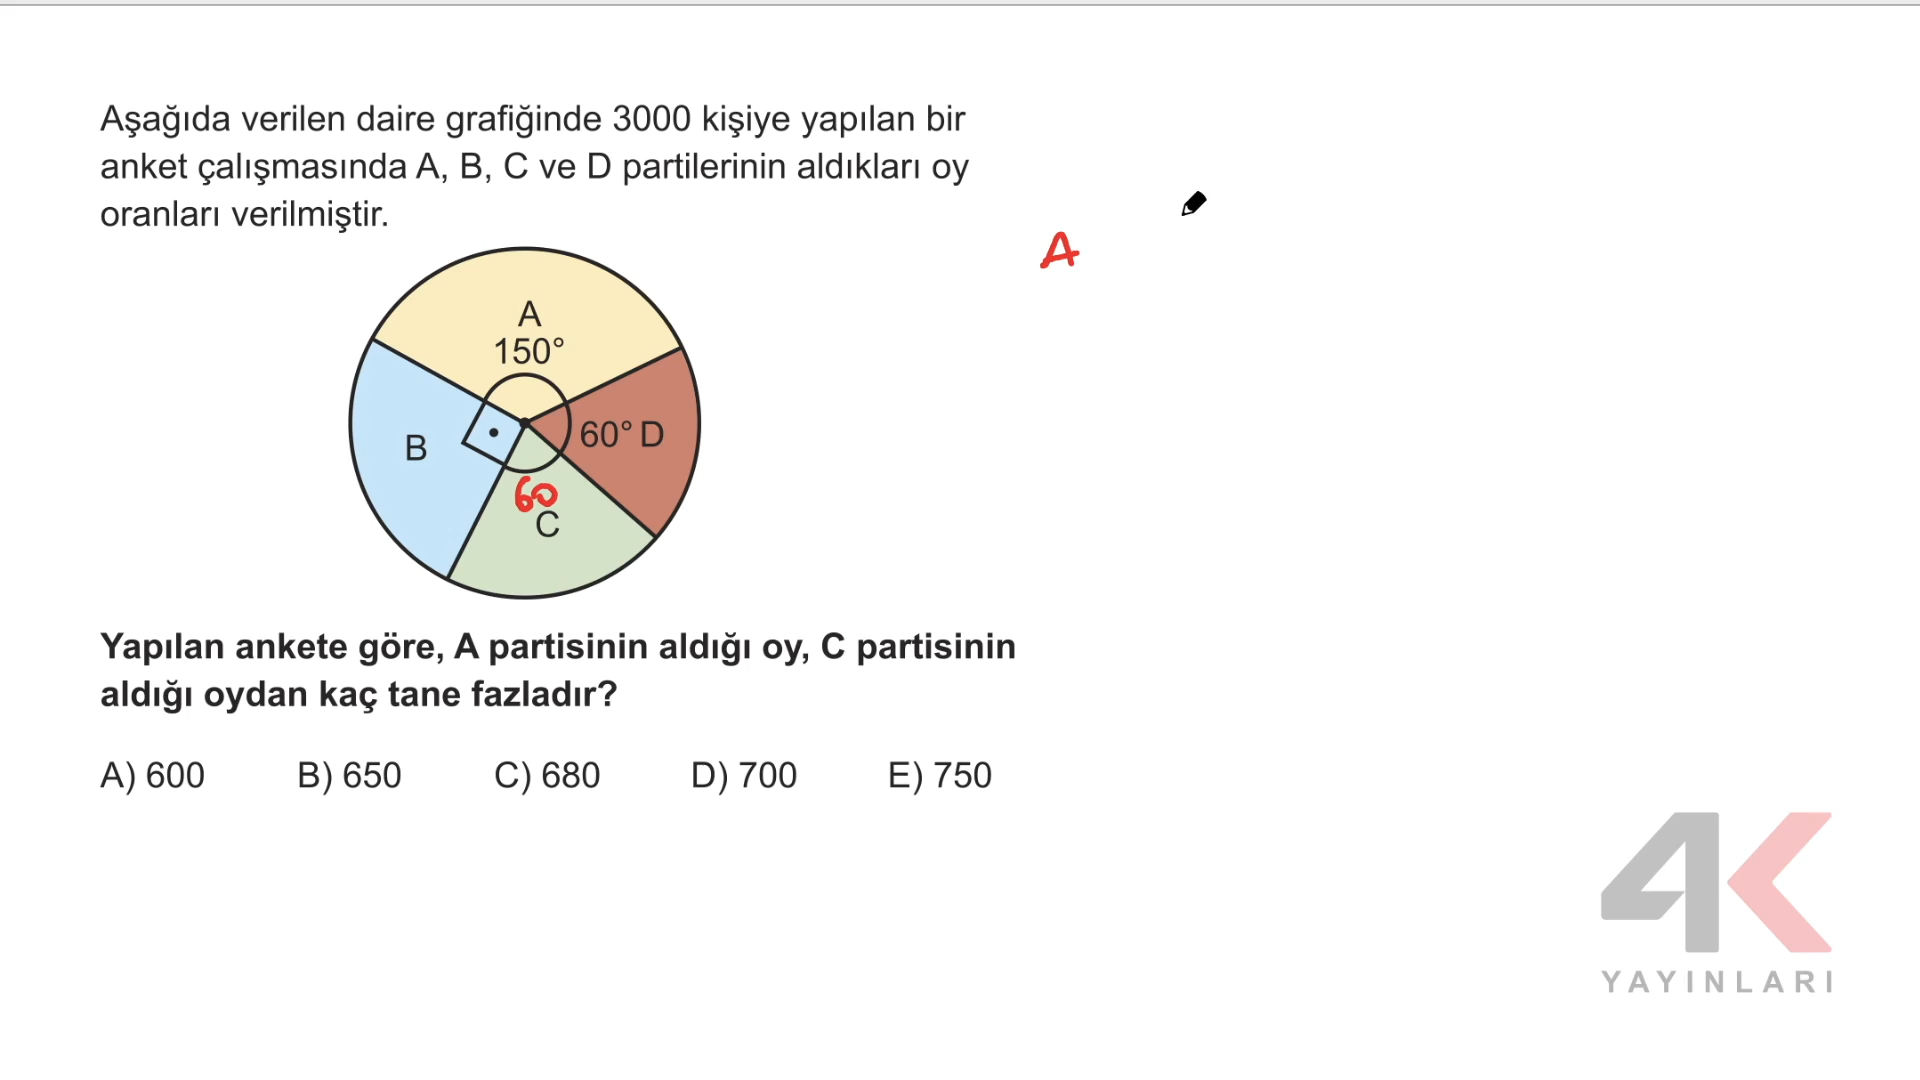 Aşağıda verilen daire grafiğinde 3000 kişiye yapılan bir
anket çalışmasında A, B, C ve D partilerinin aldıkları oy
oranları verilmiştir.
A
A
150°
60° D
B
60
C
Yapılan ankete göre, A partisinin aldığı oy, C partisinin
aldığı oydan kaç tane fazladır?
A) 600 B) 650 C) 680 D) 700 E) 750
4K
YAYINLARI